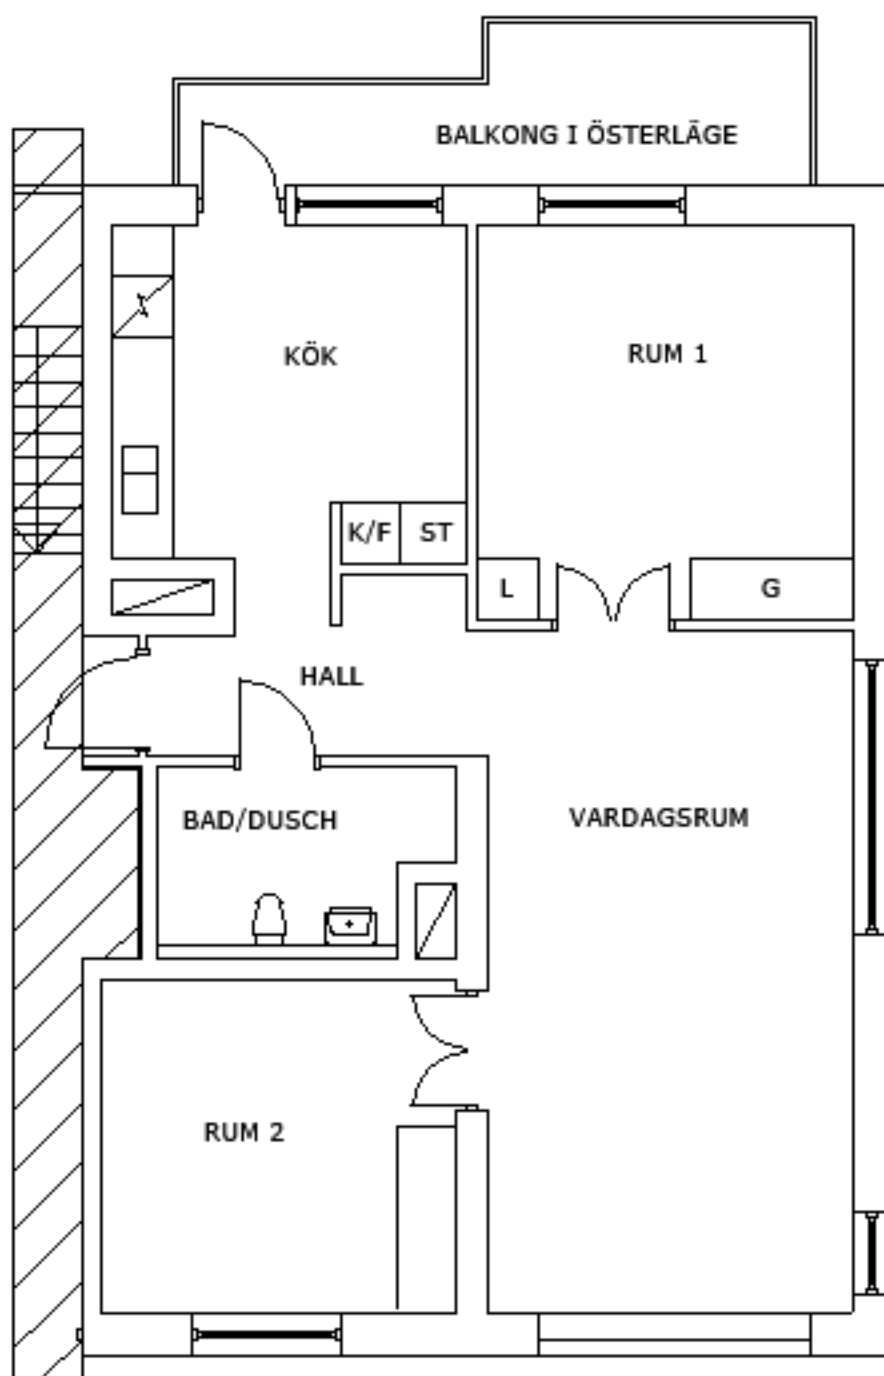 BALKONG I ÖSTERLÄGE
KÖK
RUM 1
K/F
ST
L
G
HALL
BAD/DUSCH
VARDAGSRUM
RUM 2